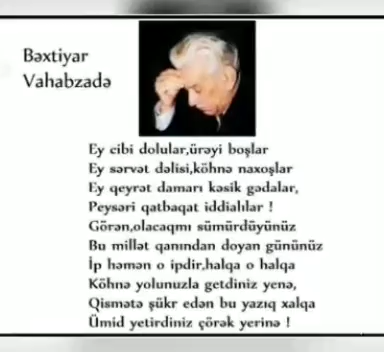 Bəxtiyar
Vahabzadə
Ey cibi dolular,ürəyi boşlar
Ey sərvət dəlisi,köhnə naxoşlar
Ey qeyrət damarı kəsik gədalar,
Peysəri qatbaqat iddialılar !
Görən,olacaqmı sümürdüyünüz
Bu millət qanından doyan gününüz
İp həmən o ipdir,halqa o halqa
Köhnə yolunuzla getdiniz yenə,
Qismətə şükr edən bu yazıq xalqa
Ümid yetirdiniz çörək yerinə !